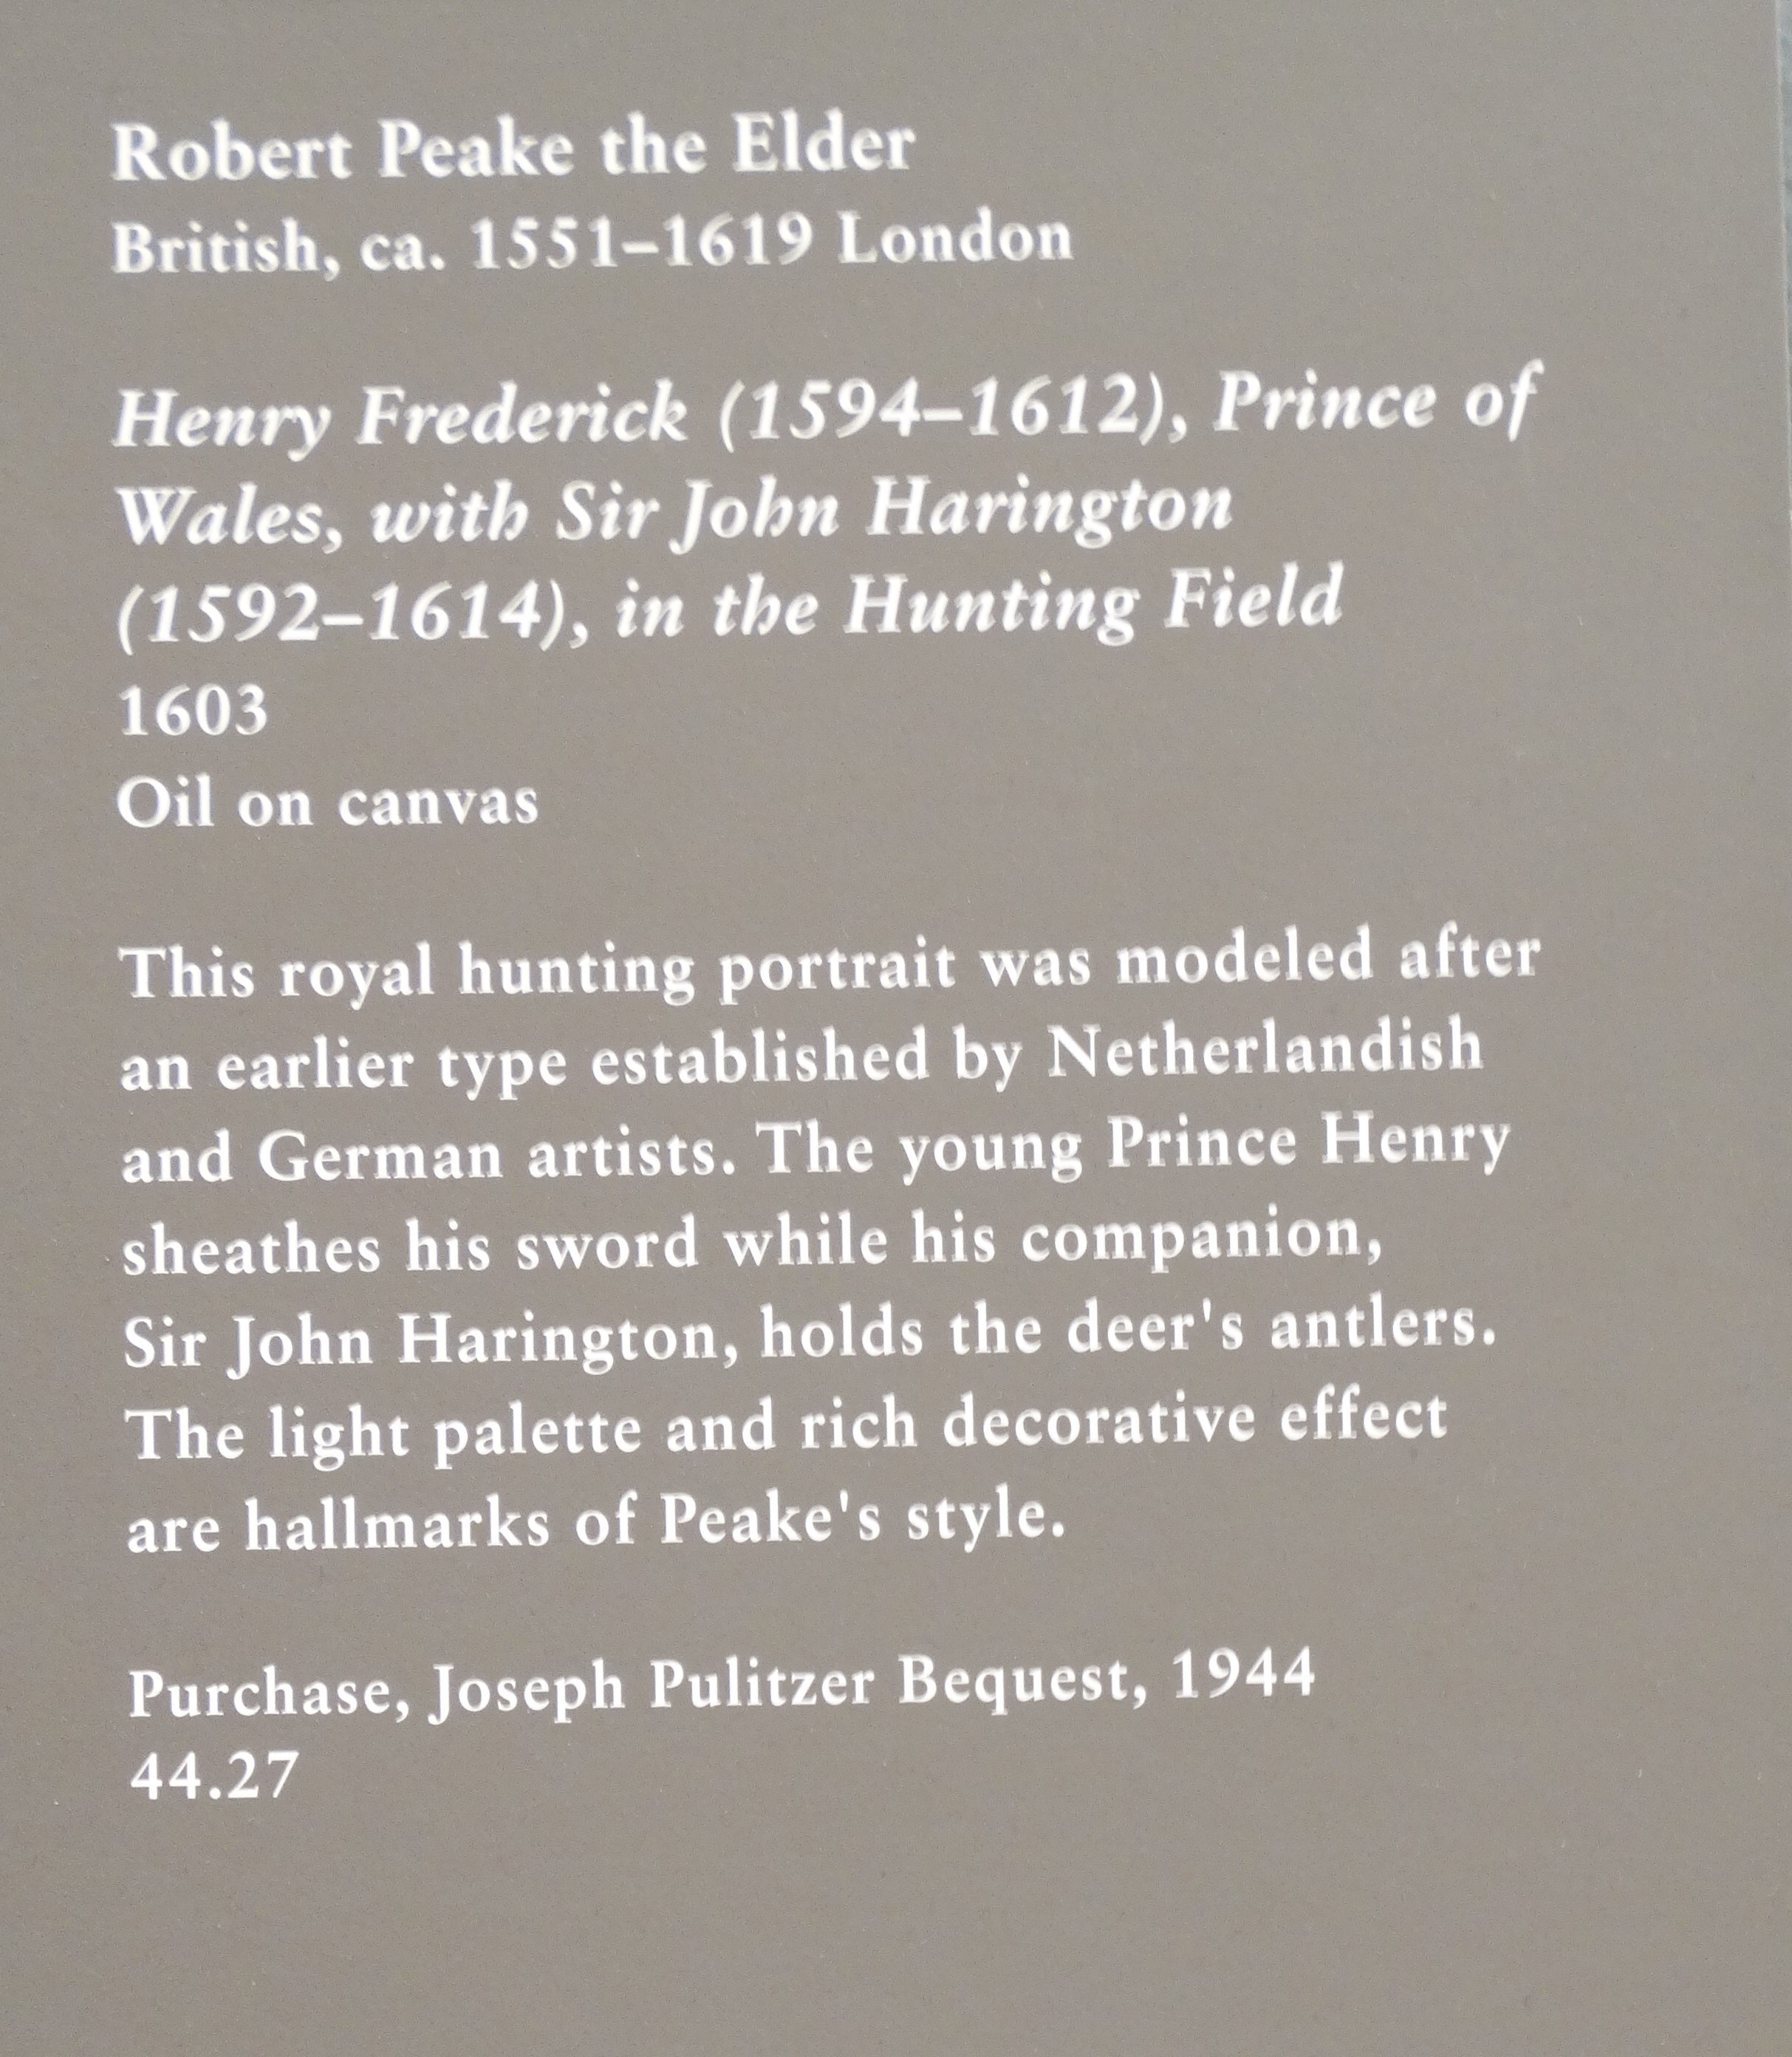 Robert Peake the Elder
British, ca. 1551–1619 London
Henry Frederick (1594–1612), Prince of
Wales, with Sir John Harington
(1592–1614), in the Hunting Field
1603
Oil on canvas
This royal hunting portrait was modeled after
an earlier type established by Netherlandish
and German artists. The young Prince Henry
sheathes his sword while his companion,
Sir John Harington, holds the deer's antlers.
The light palette and rich decorative effect
are hallmarks of Peake's style.
Purchase, Joseph Pulitzer Bequest, 1944
44.27